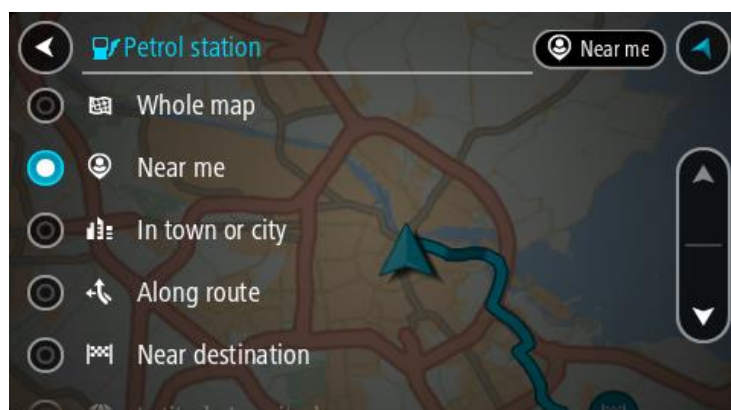 Petrol station
Near me
Whole map
Near me
In town or city
Along route
Near destination